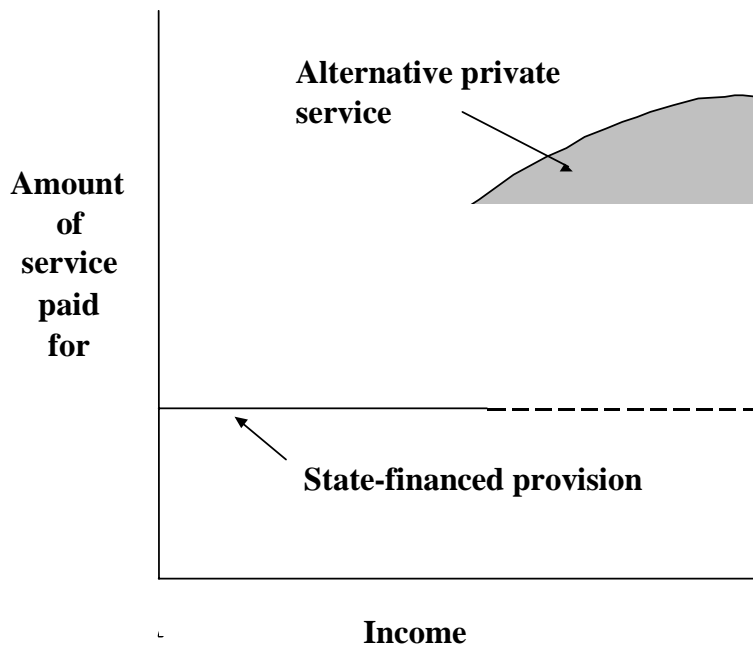 Alternative private
service
Amount
of
service
paid
for
State-financed provision
Income